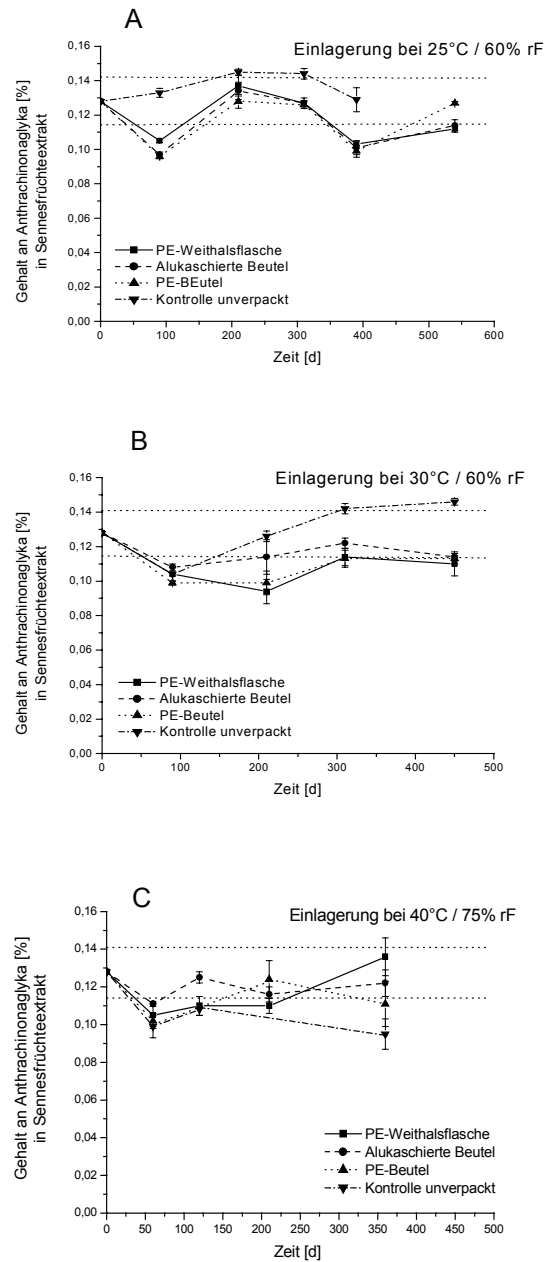 A
Einlagerung bei 25°C / 60% rF
Gehalt an Anthrachinonaglyka [%]
in Sennesfrüchteextrakt
0,16
0,14
0,12
0,10
0,08
0,06
0,04
0,02
0,00
PE-Weithalsflasche
Alukaschierte Beutel
PE-BEutel
Kontrolle unverpackt
0 100 200 300 400 500 600
Zeit [d]
B
Einlagerung bei 30°C / 60% rF
Gehalt an Anthrachinonaglyka [%]
in Sennesfrüchteextrakt
0,16
0,14
0,12
0,10
0,08
0,06
0,04
0,02
0,00
PE-Weithalsflasche
Alukaschierte Beutel
PE-Beutel
Kontrolle unverpackt
0 100 200 300 400 500
Zeit [d]
C
Einlagerung bei 40°C / 75% rF
Gehalt an Anthrachinonaglyka [%]
in Sennesfrüchteextrakt
0,16
0,14
0,12
0,10
0,08
0,06
0,04
0,02
0,00
PE-Weithalsflasche
Alukaschierte Beutel
PE-Beutel
Kontrolle unverpackt
0 50 100 150 200 250 300 350 400 450 500
Zeit [d]